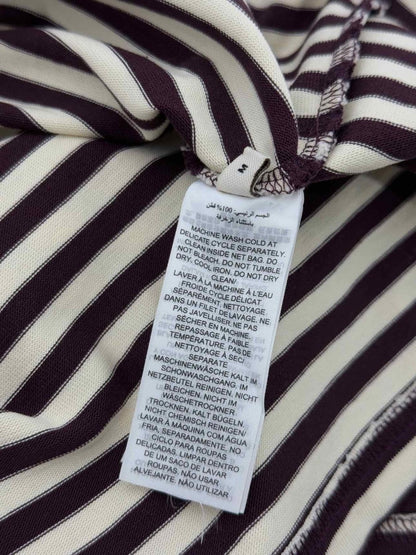 M
الجسم الرئيسي: 100% قطن
باستثناء الزخرفة
MACHINE WASH COLD AT
DELICATE CYCLE SEPARATELY.
CLEAN INSIDE NET BAG. DO
NOT BLEACH. DO NOT TUMBLE
DRY. COOL IRON. DO NOT DRY
CLEAN/
LAVER À LA MACHINE À L'EAU
FROIDE CYCLE DÉLICAT
SÉPAREMENT. NETTOYAGE
DANS UN FILET DE LAVAGE. NE
PAS JAVELLISER. NE PAS
SÉCHER EN MACHINE.
REPASSAGE À FAIBLE
TEMPÉRATURE. PAS DE
NETTOYAGE À SEC/
SEPARATE
MASCHINENWÄSCHE KALT IM
SCHONWASCHGANG. IM
NETZBEUTEL REINIGEN. NICHT
BLEICHEN. NICHT IM
WÄSCHETROCKNER
TROCKNEN. KALT BÜGELN
NICHT CHEMISCH REINIGEN/
LAVAR À MÁQUINA COM ÁGUA
FRIA, SEPARADAMENTE, NO
CICLO PARA ROUPAS
DELICADAS, LIMPAR DENTRO
DE UM SACO DE LAVAR
ROUPAS. NÃO USAR
ALVEJANTE. NÃO UTILIZAR